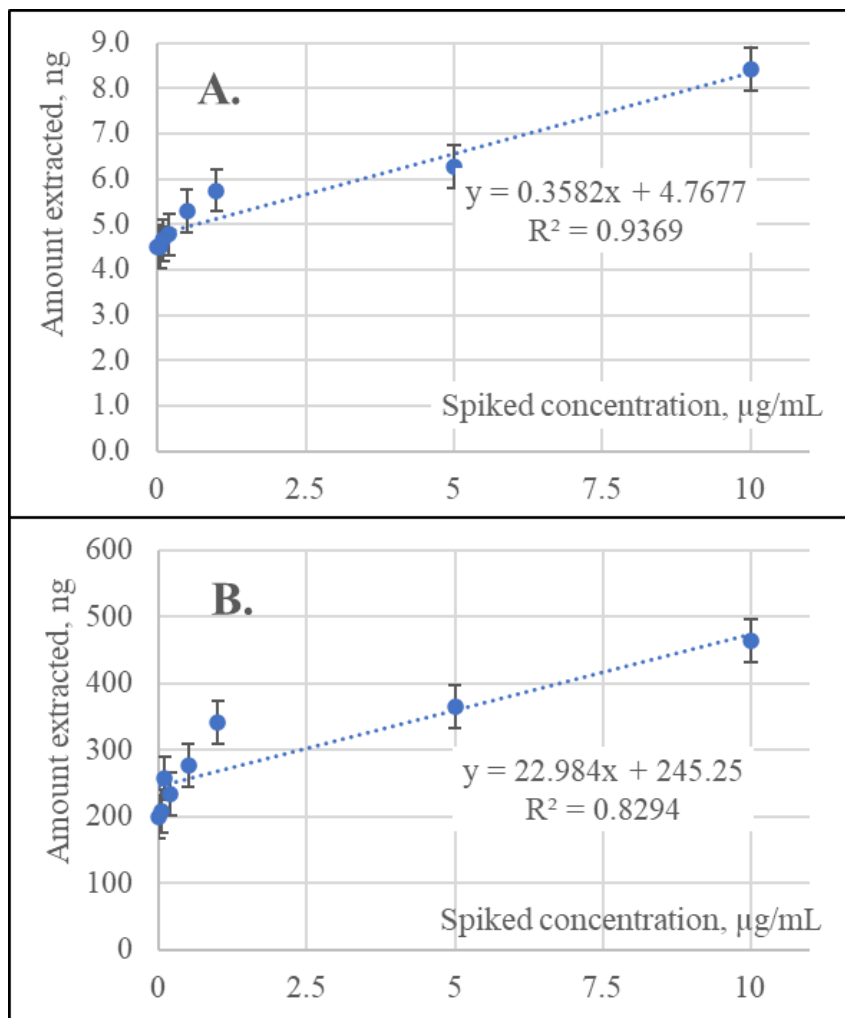 A.
Amount extracted, ng
9.0
8.0
7.0
6.0
5.0
4.0
3.0
2.0
1.0
0.0
y = 0.3582x + 4.7677
R² = 0.9369
Spiked concentration, µg/mL
0 2.5 5 7.5 10
B.
Amount extracted, ng
600
500
400
300
200
100
0
y = 22.984x + 245.25
R² = 0.8294
Spiked concentration, µg/mL
0 2.5 5 7.5 10